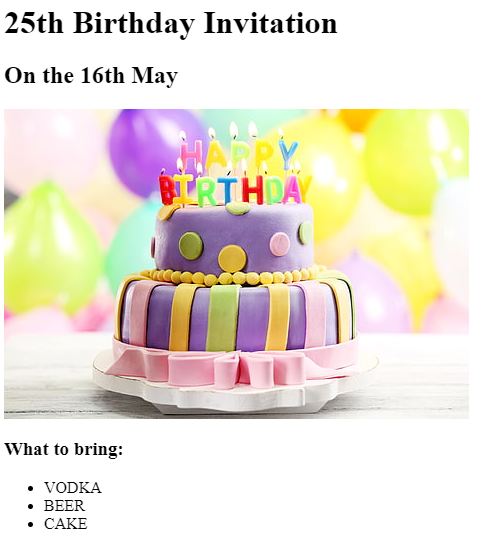 25th Birthday Invitation
On the 16th May
HAPPY
BIRTHDAY
What to bring:
VODKA
BEER
CAKE